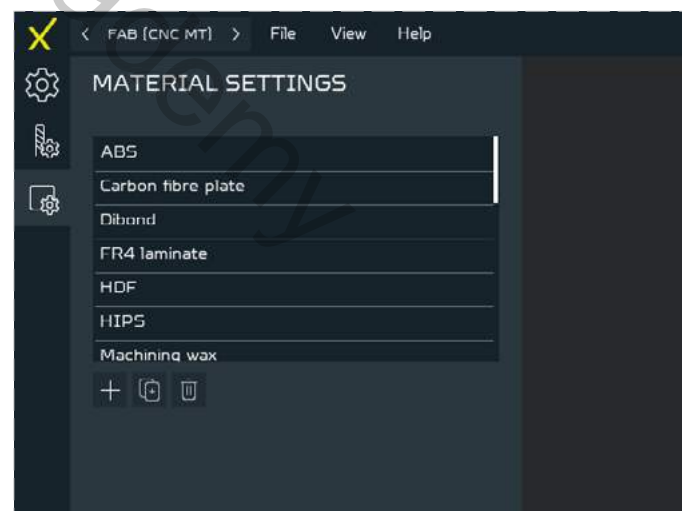 < FAB (CNC MT) > File View Help
MATERIAL SETTINGS
ABS
Carbon fibre plate
Dibond
FR4 laminate
HDF
HIPS
Machining wax